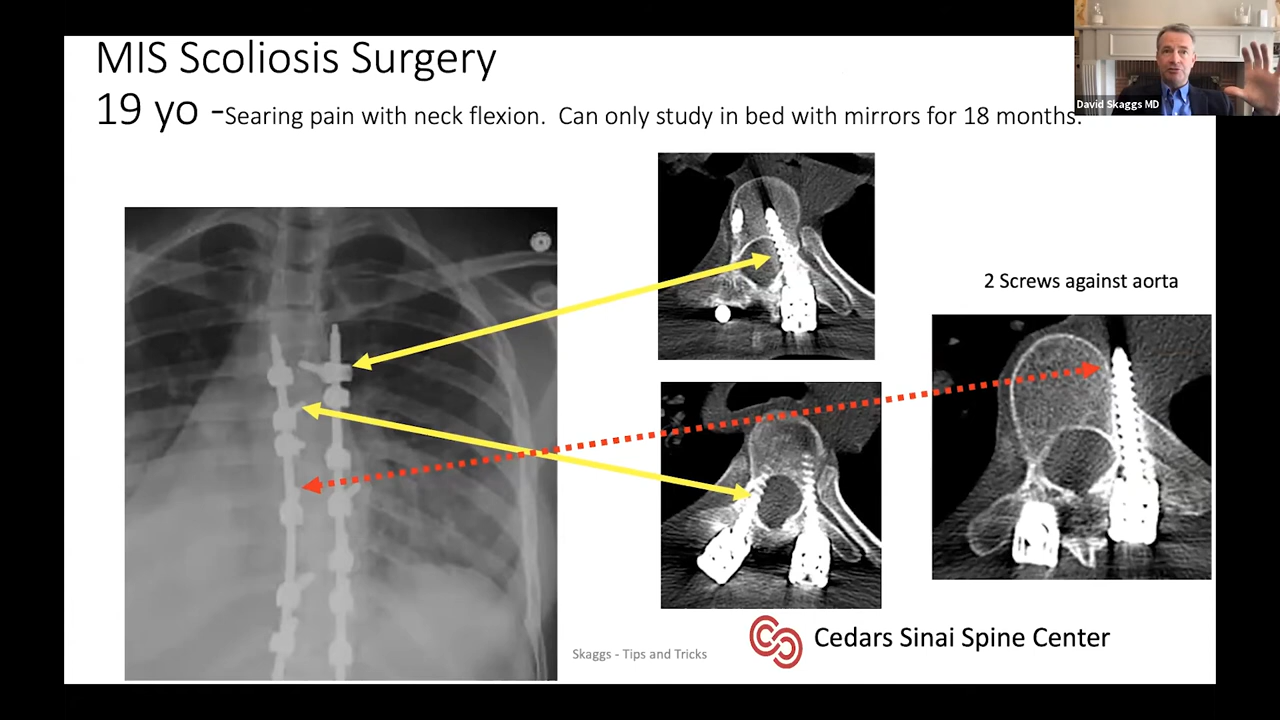 MIS Scoliosis Surgery
19 yo -Searing pain with neck flexion.  Can only study in bed with mirrors for 18 months.
David Skaggs MD
2 Screws against aorta
Cedars Sinai Spine Center
Skaggs - Tips and Tricks